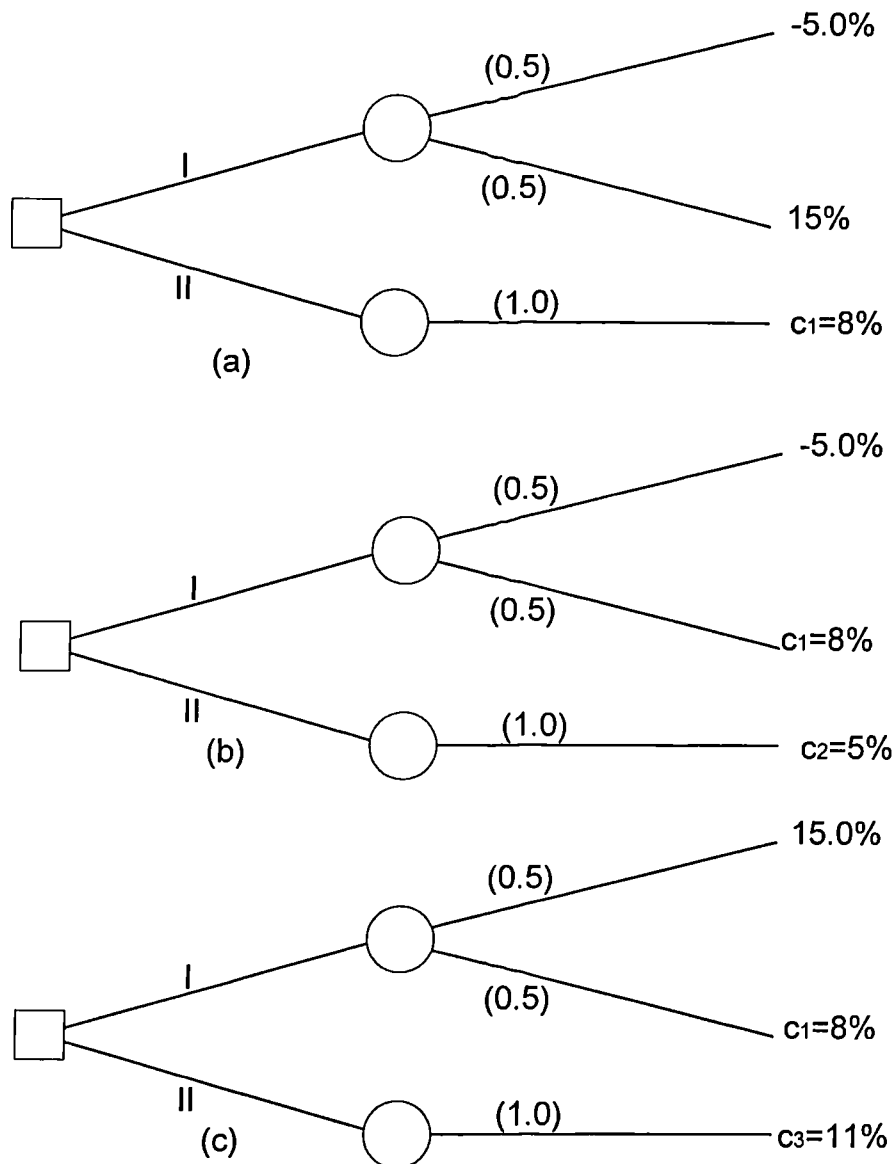 -5.0%
(0.5)
I
(0.5)
15%
II
(1.0)
c1=8%
(a)
-5.0%
(0.5)
I
(0.5)
c1=8%
II
(1.0)
c2=5%
(b)
15.0%
(0.5)
I
(0.5)
c1=8%
II
(1.0)
c3=11%
(c)